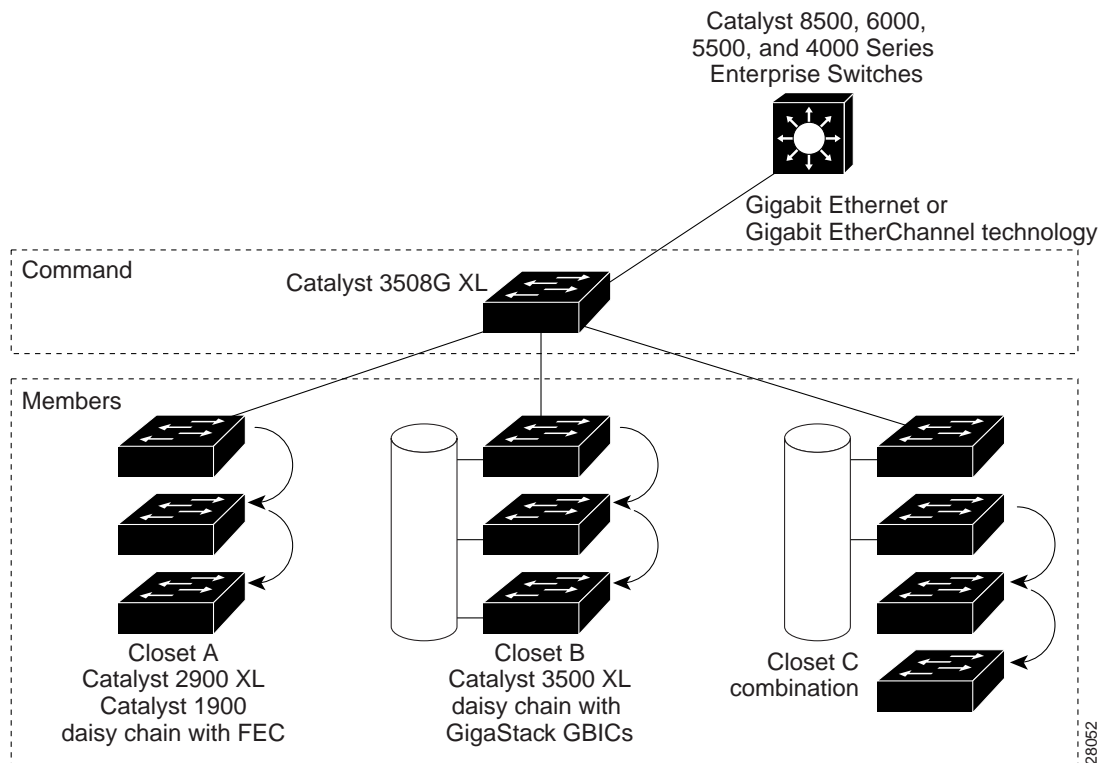 Catalyst 8500, 6000,
5500, and 4000 Series
Enterprise Switches
Gigabit Ethernet or
Gigabit EtherChannel technology
Command
Catalyst 3508G XL
Members
Closet A
Catalyst 2900 XL
Catalyst 1900
daisy chain with FEC
Closet B
Catalyst 3500 XL
daisy chain with
GigaStack GBICs
Closet C
combination
28052